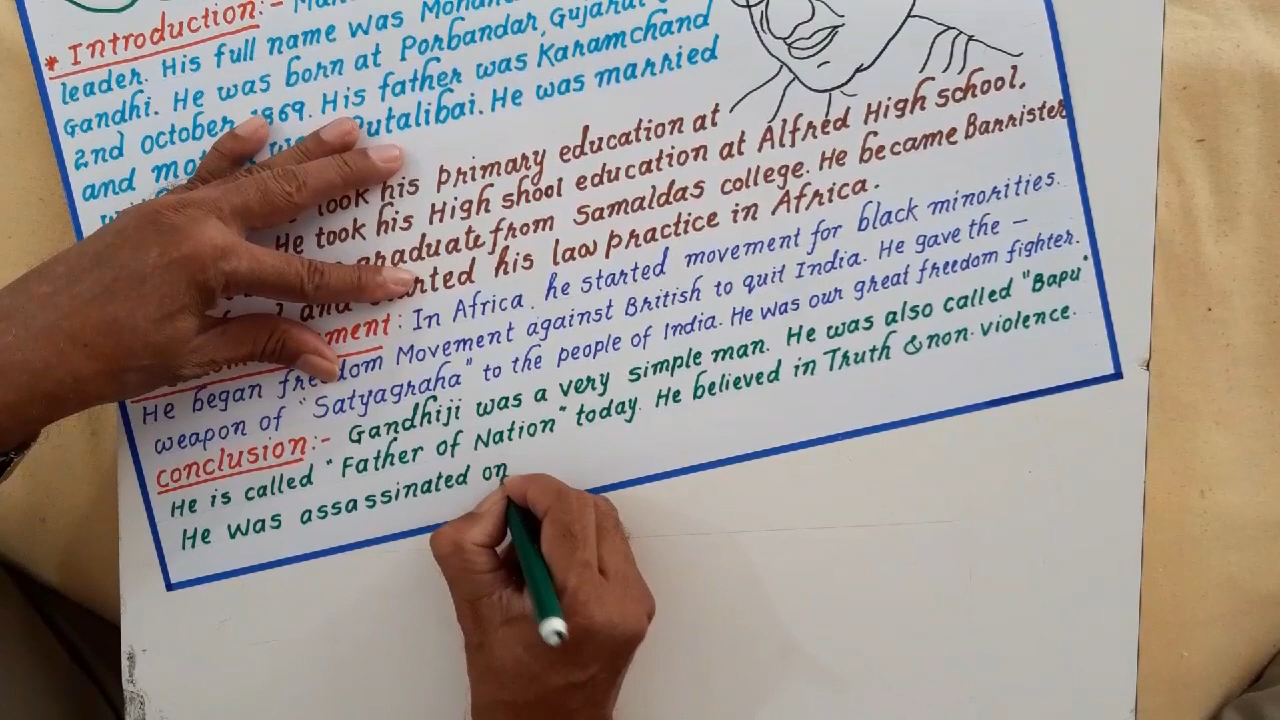 * Introduction:-
leader. His full name was
Gandhi. He was born at Porbandar, Gujarat
2nd october 1969. His father was Karamchand
and was Putalibai. He was married
took his primary education at
He took his High shool education at Alfred High school.
graduate from Samaldas college. He became Barrister
and started his law practice in Africa.
ment: In Africa, he started movement for black minorities.
He began freedom Movement against British to quit India. He gave the –
weapon of "Satyagraha" to the people of India. He was our great freedom fighter.
conclusion:- Gandhiji was a very simple man. He was also called "Bapu"
He is called "Father of Nation" today. He believed in Truth & non-violence.
He was assassinated on